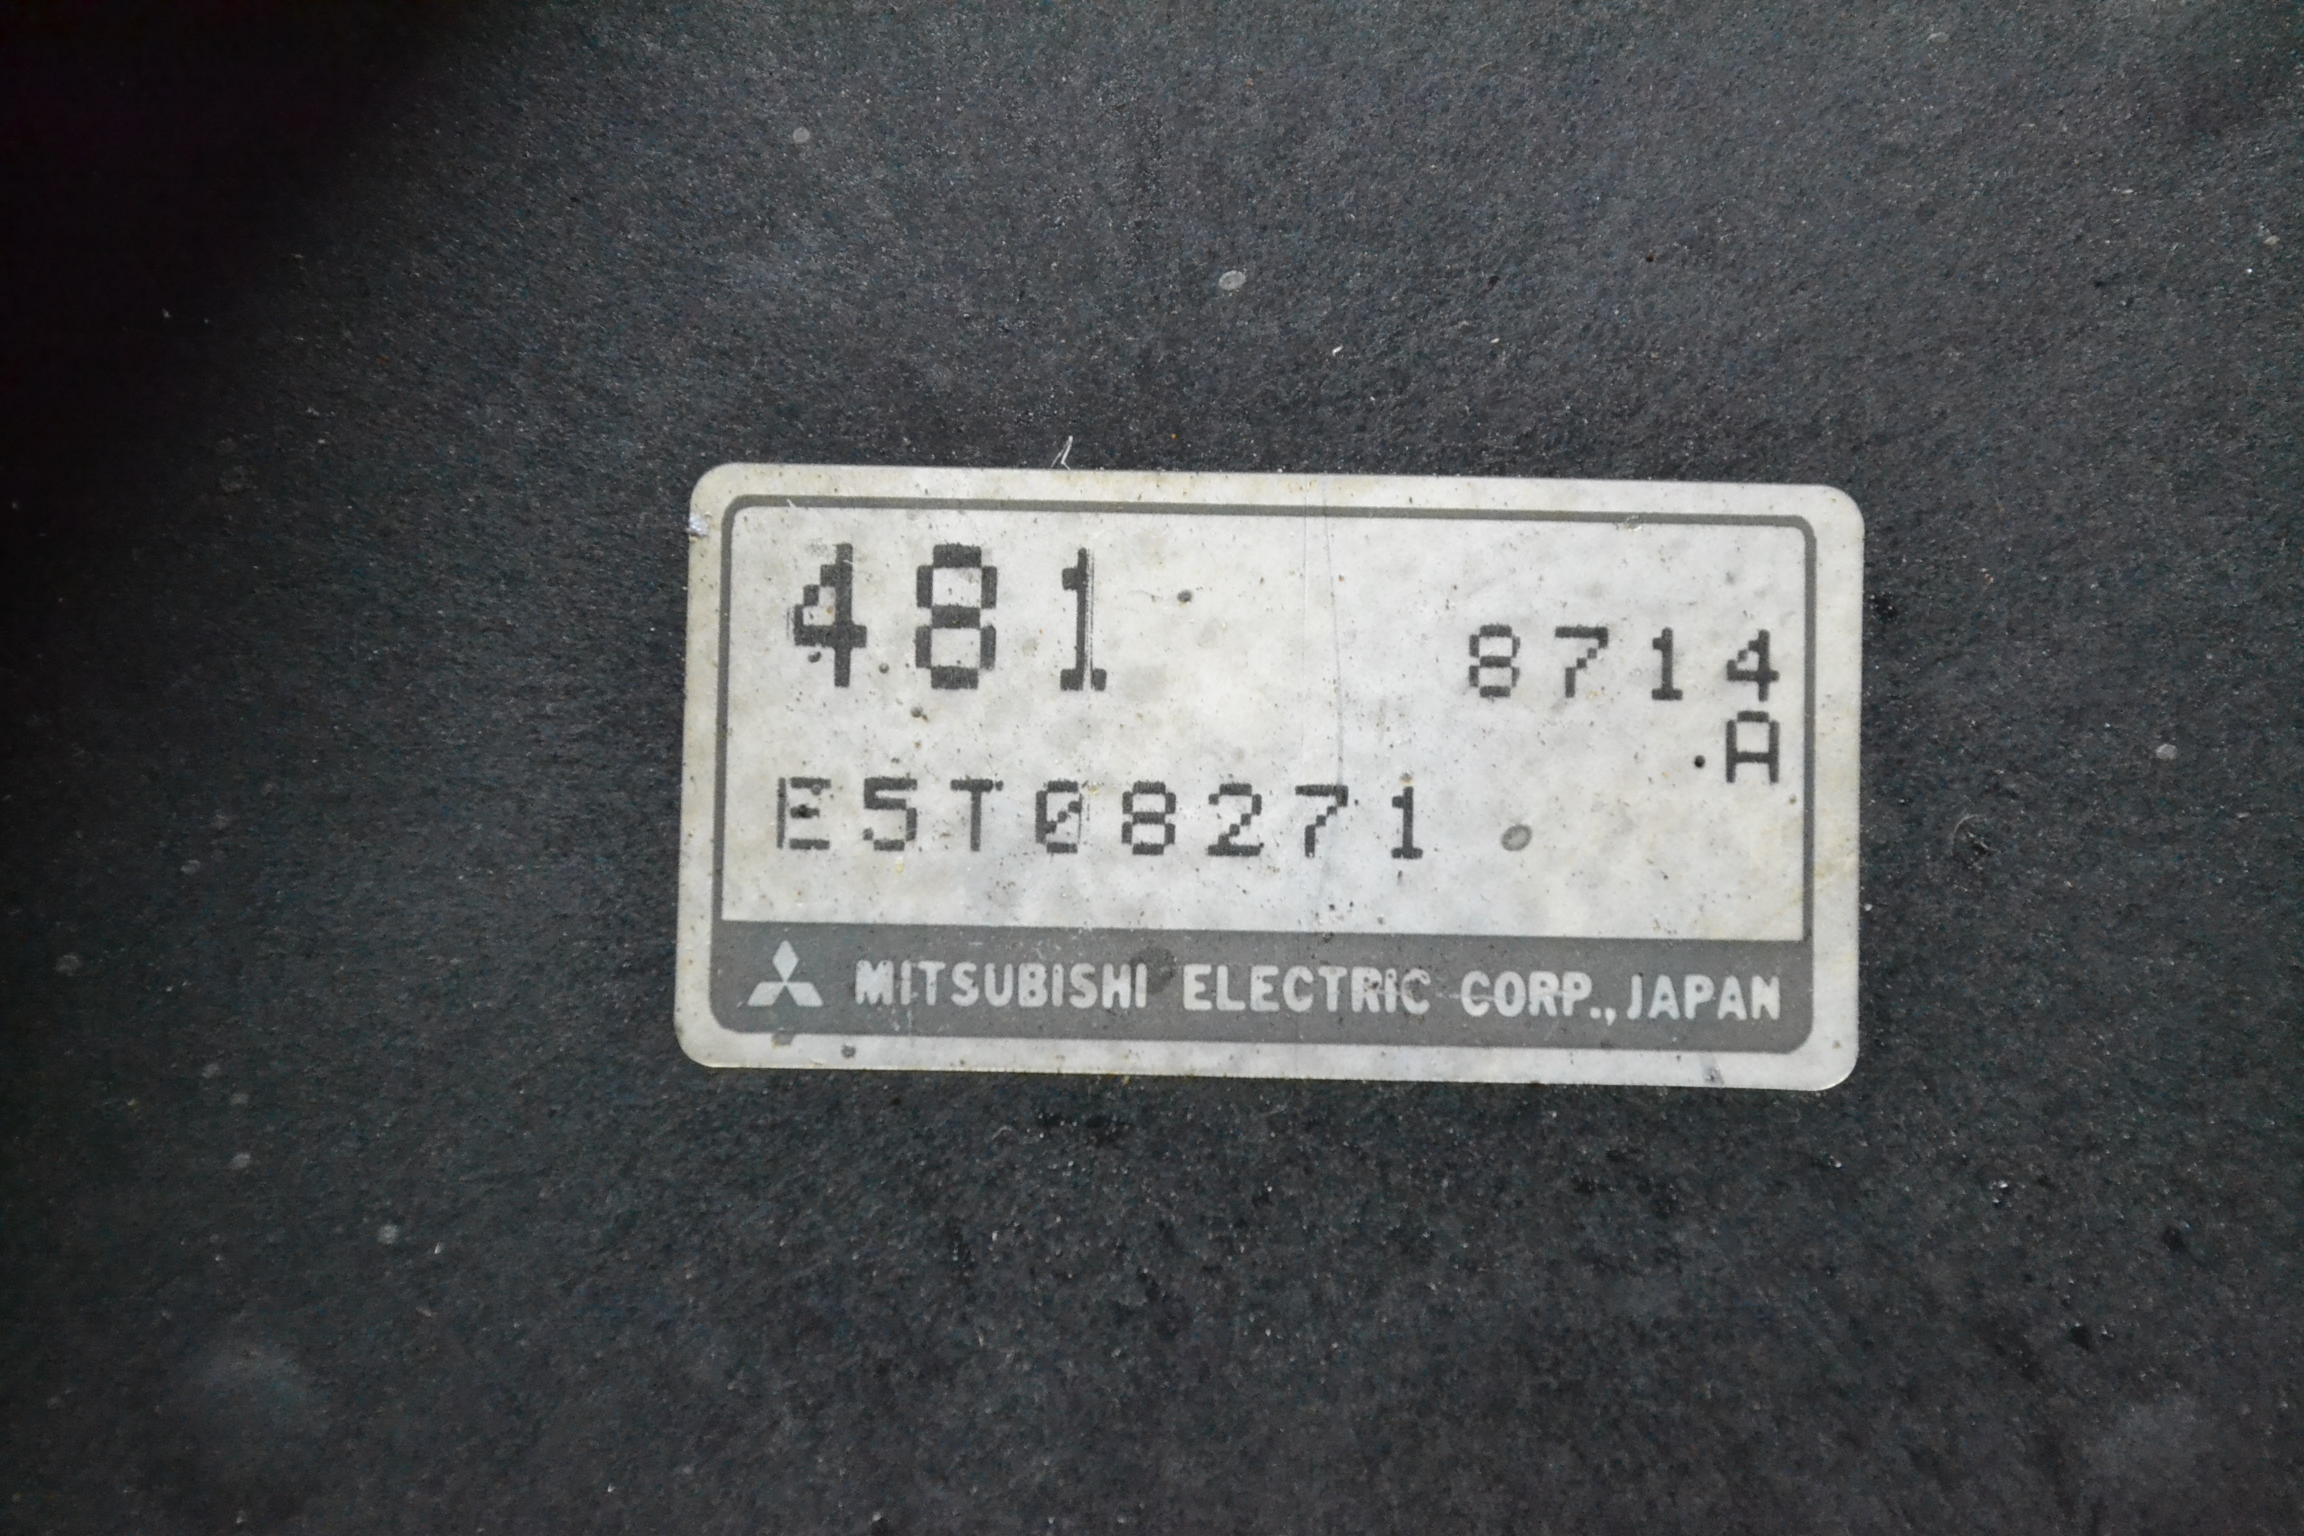 481
8714
A
E5T08271
MITSUBISHI ELECTRIC CORP., JAPAN